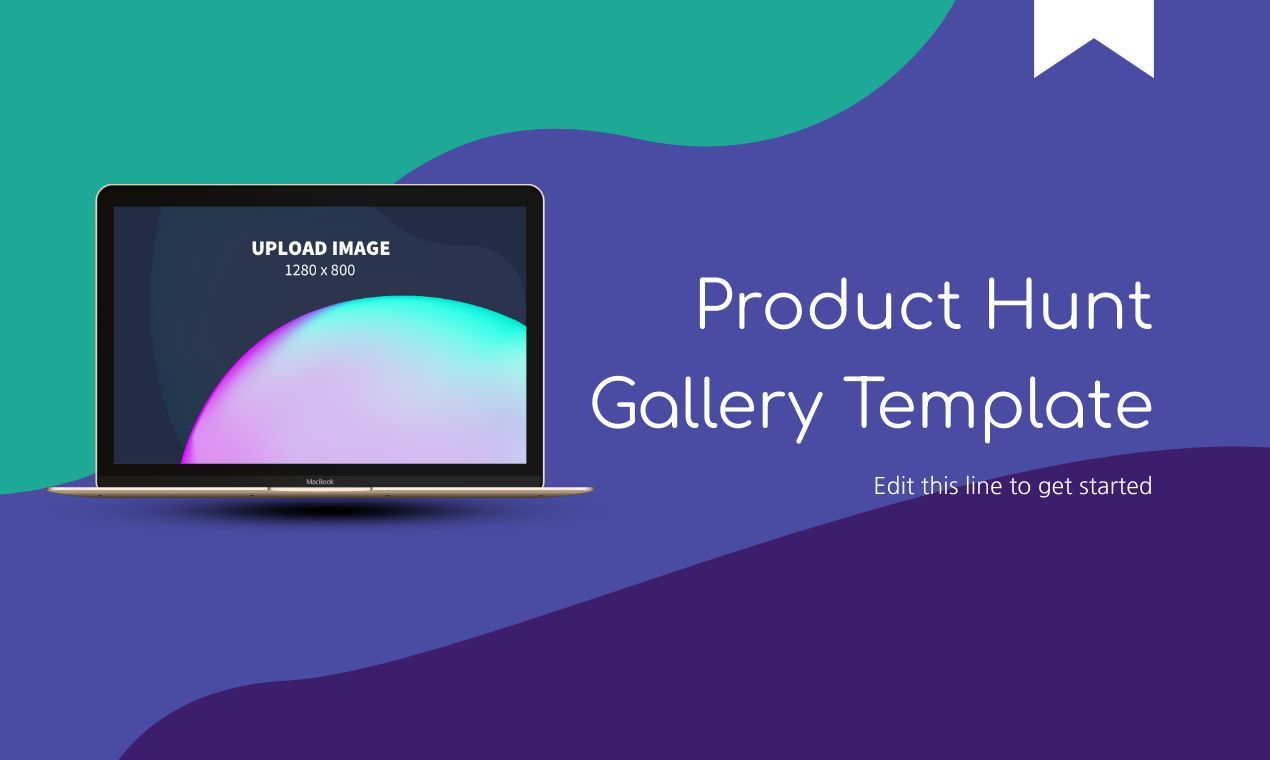 UPLOAD IMAGE
1280 x 800
MacBook
Product Hunt
Gallery Template
Edit this line to get started